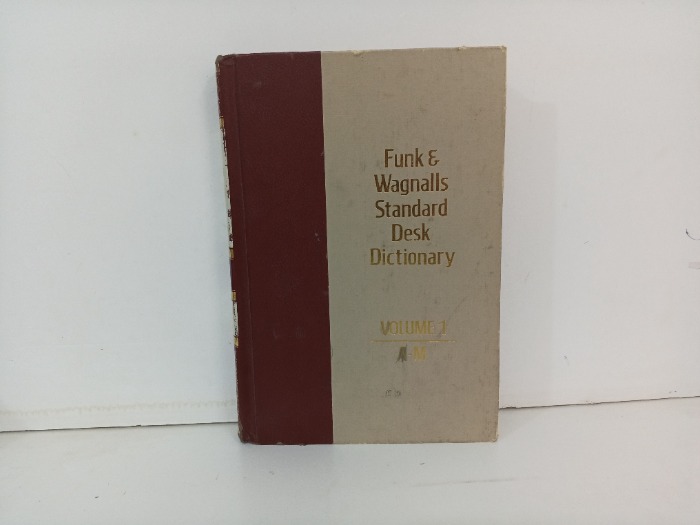 Funk &
Wagnalls
Standard
Desk
Dictionary
VOLUME 1
A-M